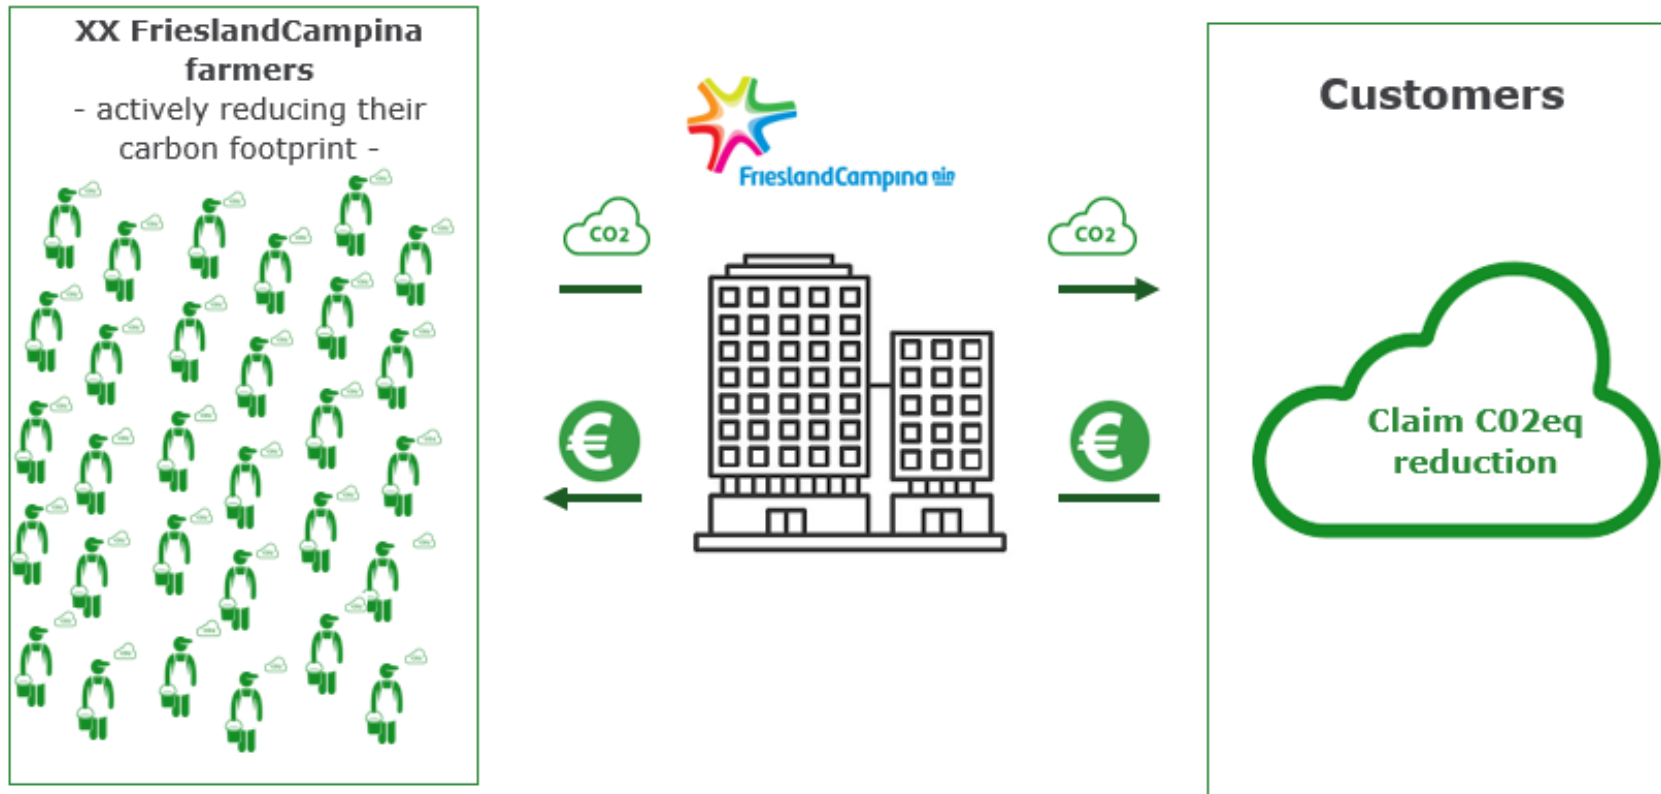 XX FrieslandCampina
farmers
- actively reducing their
carbon footprint -
FrieslandCampina
CO2
CO2
Customers
Claim C02eq
reduction